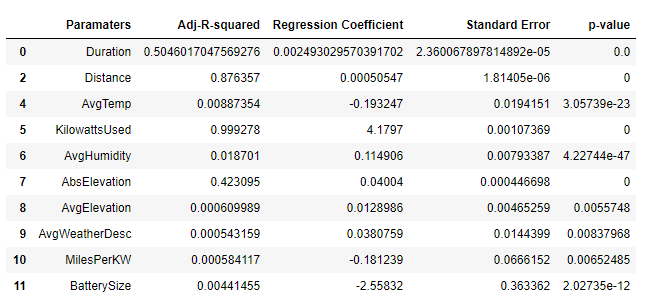 Paramaters Adj-R-squared Regression Coefficient Standard Error p-value
0 Duration 0.5046017047569276 0.002493029570391702 2.360067897814892e-05 0.0
2 Distance 0.876357 0.00050547 1.81405e-06 0
4 AvgTemp 0.00887354 -0.193247 0.0194151 3.05739e-23
5 KilowattsUsed 0.999278 4.1797 0.00107369 0
6 AvgHumidity 0.018701 0.114906 0.00793387 4.22744e-47
7 AbsElevation 0.423095 0.04004 0.000446698 0
8 AvgElevation 0.000609989 0.0128986 0.00465259 0.0055748
9 AvgWeatherDesc 0.000543159 0.0380759 0.0144399 0.00837968
10 MilesPerKW 0.000584117 -0.181239 0.0666152 0.00652485
11 BatterySize 0.00441455 -2.55832 0.363362 2.02735e-12